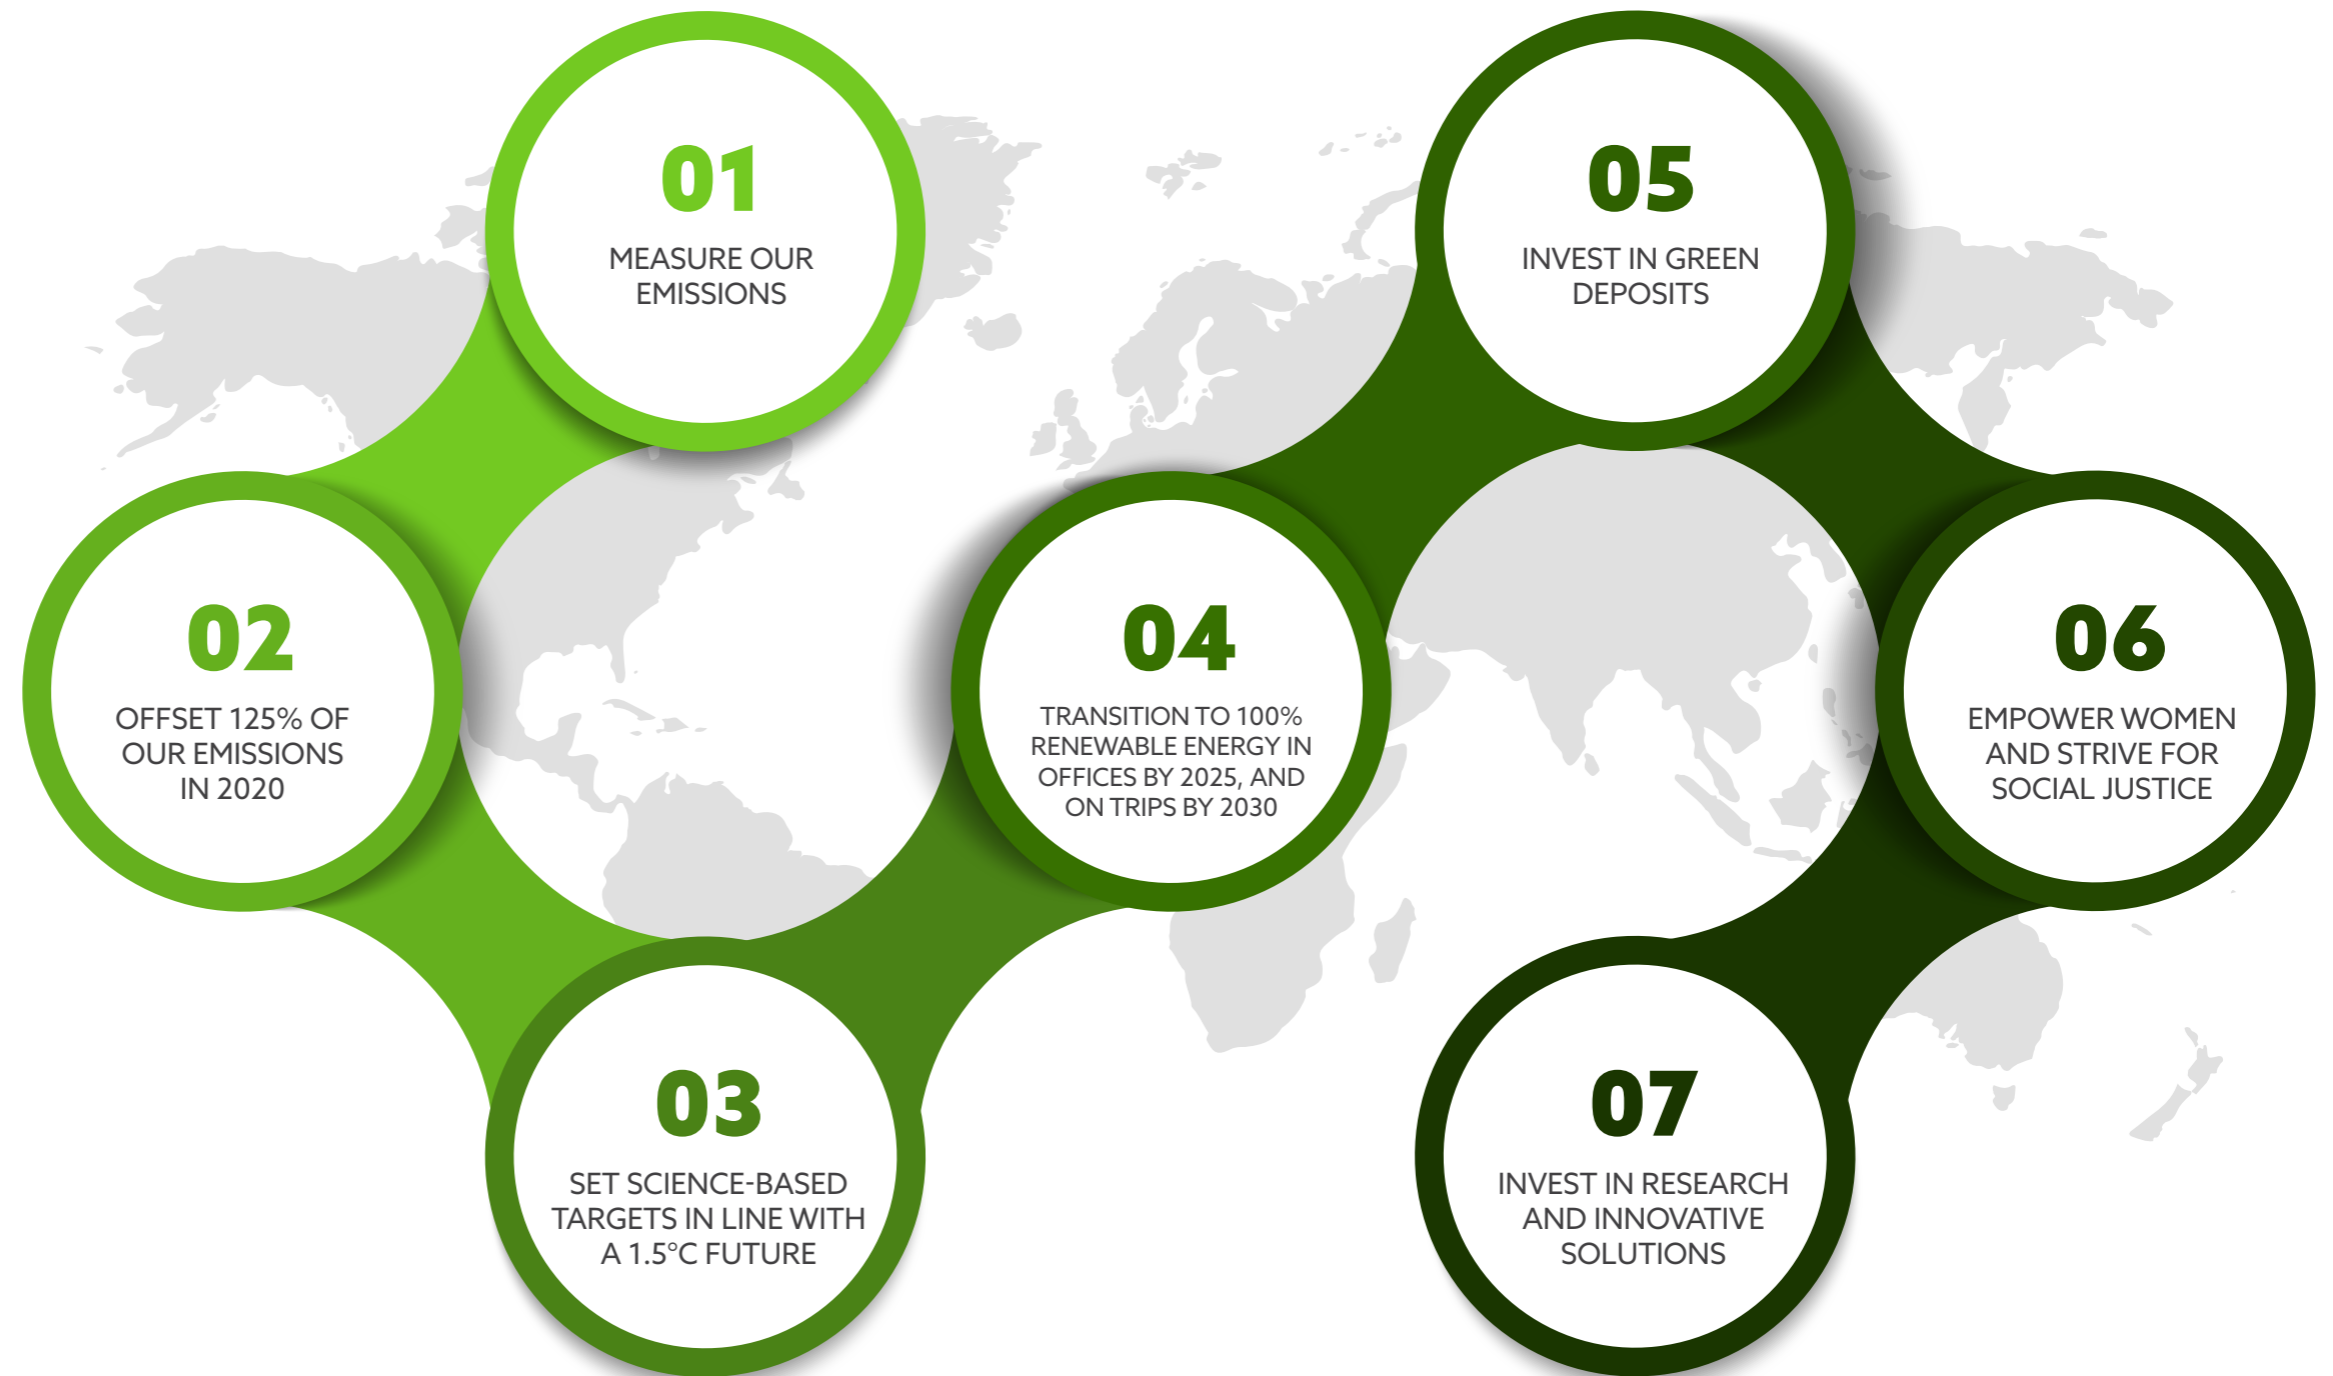 01
MEASURE OUR
EMISSIONS
02
OFFSET 125% OF
OUR EMISSIONS
IN 2020
03
SET SCIENCE-BASED
TARGETS IN LINE WITH
A 1.5°C FUTURE
04
TRANSITION TO 100%
RENEWABLE ENERGY IN
OFFICES BY 2025, AND
ON TRIPS BY 2030
05
INVEST IN GREEN
DEPOSITS
06
EMPOWER WOMEN
AND STRIVE FOR
SOCIAL JUSTICE
07
INVEST IN RESEARCH
AND INNOVATIVE
SOLUTIONS